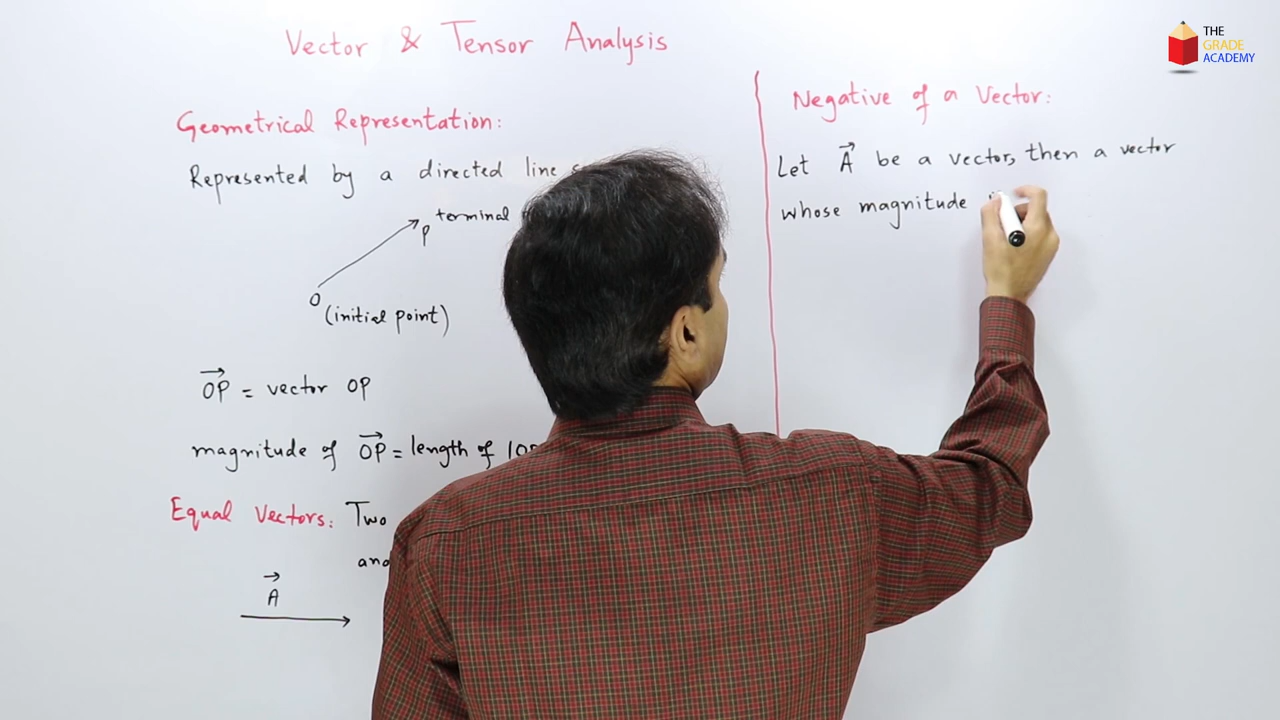 Vector & Tensor Analysis
THE
GRADE
ACADEMY
Geometrical Representation:
Represented by a directed line
terminal
P
O
(initial point)
OP = vector OP
magnitude of OP = length of
Equal Vectors: Two
A
Negative of a Vector:
Let A be a vector, then a vector
whose magnitude